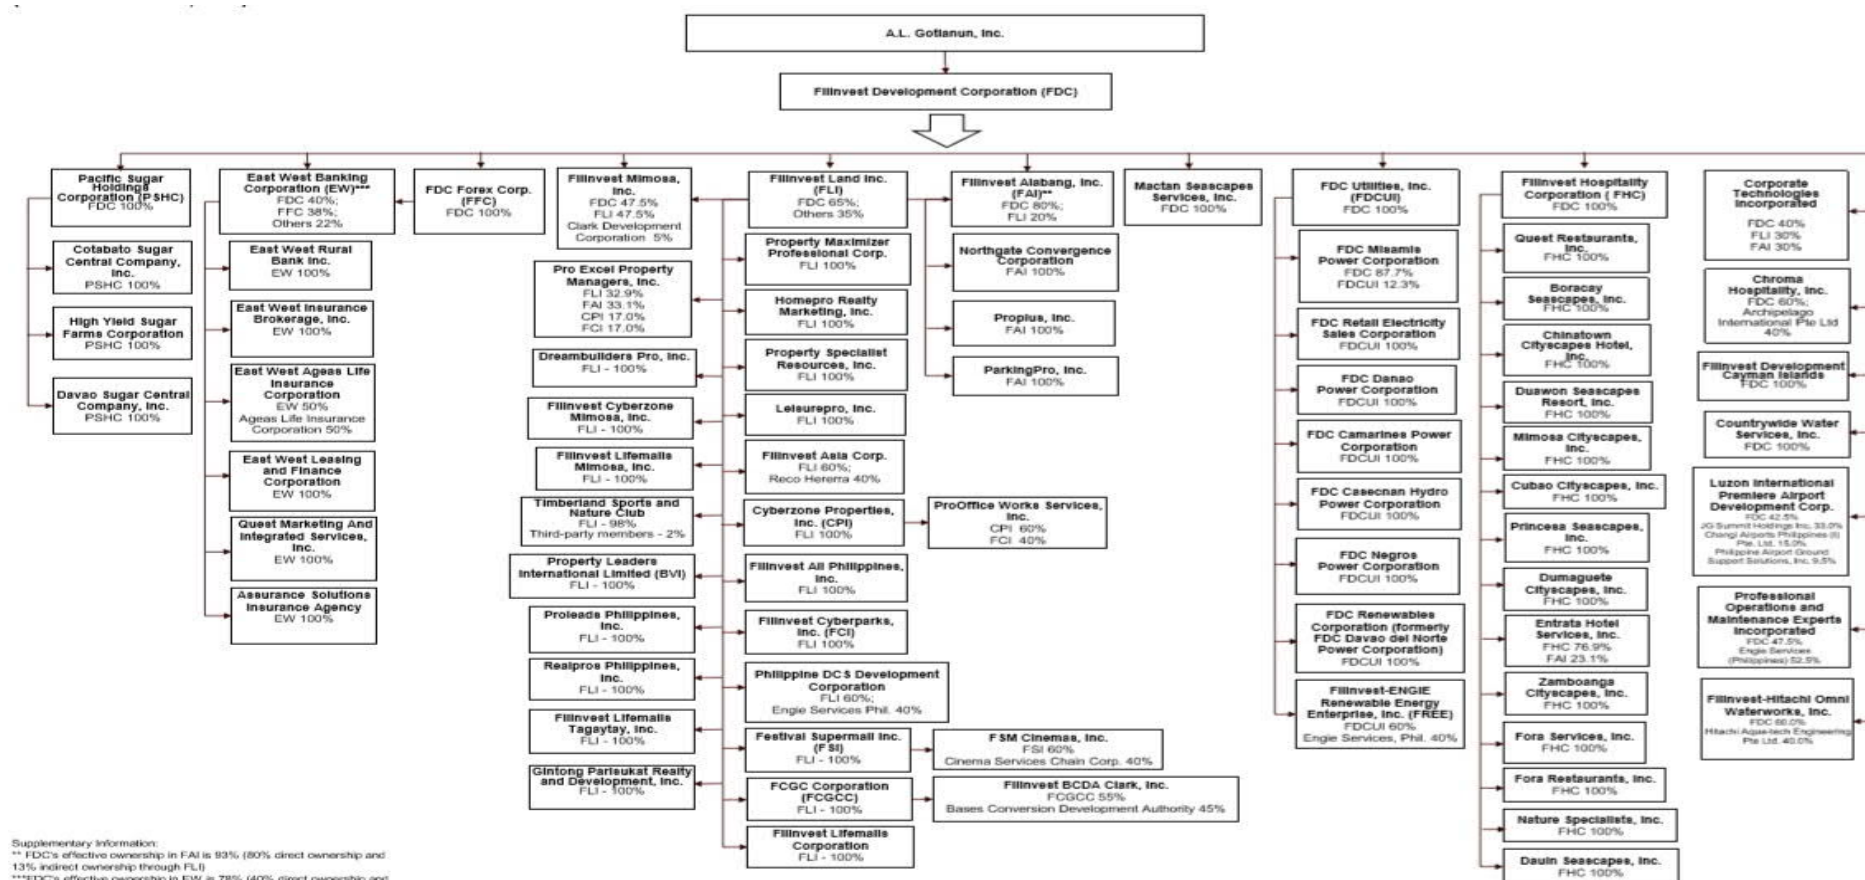 A.L. Gotianun, Inc.
Filinvest Development Corporation (FDC)
Pacific Sugar
Holdings
Corporation (PSHC)
FDC 100%
Cotabato Sugar
Central Company,
Inc.
PSHC 100%
High Yield Sugar
Farms Corporation
PSHC 100%
Davao Sugar Central
Company, Inc.
PSHC 100%
East West Banking
Corporation (EW)***
FDC 40%;
FFC 38%;
Others 22%
East West Rural
Bank Inc.
EW 100%
East West Insurance
Brokerage, Inc.
EW 100%
East West Ageas Life
Insurance
Corporation
EW 50%
Ageas Life Insurance
Corporation 50%
East West Leasing
and Finance
Corporation
EW 100%
Quest Marketing And
Integrated Services,
Inc.
EW 100%
Assurance Solutions
Insurance Agency
EW 100%
FDC Forex Corp.
(FFC)
FDC 100%
Filinvest Mimosa,
Inc.
FDC 47.5%
FLI 47.5%
Clark Development
Corporation 5%
Pro Excel Property
Managers, Inc.
FLI 32.9%
FAI 33.1%
CPI 17.0%
FCI 17.0%
Dreambuilders Pro, Inc.
FLI - 100%
Filinvest Cyberzone
Mimosa, Inc.
FLI - 100%
Filinvest Lifemalls
Mimosa, Inc.
FLI - 100%
Timberland Sports and
Nature Club
FLI - 98%
Third-party members - 2%
Property Leaders
International Limited (BVI)
FLI - 100%
Proleads Philippines,
Inc.
FLI - 100%
Realpros Philippines,
Inc.
FLI - 100%
Filinvest Lifemalls
Tagaytay, Inc.
FLI - 100%
Gintong Parisukat Realty
and Development, Inc.
FLI - 100%
Filinvest Land Inc.
(FLI)
FDC 65%;
Others 35%
Property Maximizer
Professional Corp.
FLI 100%
Homepro Realty
Marketing, Inc.
FLI 100%
Property Specialist
Resources, Inc.
FLI 100%
Leisurepro, Inc.
FLI 100%
Filinvest Asia Corp.
FLI 60%;
Reco Hererra 40%
Cyberzone Properties,
Inc. (CPI)
FLI 100%
Filinvest All Philippines,
Inc.
FLI 100%
Filinvest Cyberparks,
Inc. (FCI)
FLI 100%
Philippine DCS Development
Corporation
FLI 60%;
Engie Services Phil. 40%
Festival Supermall Inc.
(FSI)
FLI - 100%
FCGC Corporation
(FCGCC)
FLI - 100%
Filinvest Lifemalls
Corporation
FLI - 100%
Filinvest Alabang, Inc.
(FAI)**
FDC 80%;
FLI 20%
Northgate Convergence
Corporation
FAI 100%
Proplus, Inc.
FAI 100%
ParkingPro, Inc.
FAI 100%
ProOffice Works Services,
Inc.
CPI 60%
FCI 40%
FSM Cinemas, Inc.
FSI 60%
Cinema Services Chain Corp. 40%
Filinvest BCDA Clark, Inc.
FCGCC 55%
Bases Conversion Development Authority 45%
Mactan Seascapes
Services, Inc.
FDC 100%
FDC Utilities, Inc.
(FDCUI)
FDC 100%
FDC Misamis
Power Corporation
FDC 87.7%
FDCUI 12.3%
FDC Retail Electricity
Sales Corporation
FDCUI 100%
FDC Danao
Power Corporation
FDCUI 100%
FDC Camarines Power
Corporation
FDCUI 100%
FDC Casecnan Hydro
Power Corporation
FDCUI 100%
FDC Negros
Power Corporation
FDCUI 100%
FDC Renewables
Corporation (formerly
FDC Davao del Norte
Power Corporation)
FDCUI 100%
Filinvest-ENGIE
Renewable Energy
Enterprise, Inc. (FREE)
FDCUI 60%
Engie Services, Phil. 40%
Filinvest Hospitality
Corporation ( FHC)
FDC 100%
Quest Restaurants,
Inc.
FHC 100%
Boracay
Seascapes, Inc.
FHC 100%
Chinatown
Cityscapes Hotel,
Inc.
FHC 100%
Duawon Seascapes
Resort, Inc.
FHC 100%
Mimosa Cityscapes,
Inc.
FHC 100%
Cubao Cityscapes, Inc.
FHC 100%
Princesa Seascapes,
Inc.
FHC 100%
Dumaguete
Cityscapes, Inc.
FHC 100%
Entrata Hotel
Services, Inc.
FHC 76.9%
FAI 23.1%
Zamboanga
Cityscapes, Inc.
FHC 100%
Fora Services, Inc.
FHC 100%
Fora Restaurants, Inc.
FHC 100%
Nature Specialists, Inc.
FHC 100%
Dauin Seascapes, Inc.
FHC 100%
Corporate
Technologies
Incorporated
FDC 40%
FLI 30%
FAI 30%
Chroma
Hospitality, Inc.
FDC 60%;
Archipelago
International Pte Ltd
40%
Filinvest Development
Cayman Islands
FDC 100%
Countrywide Water
Services, Inc.
FDC 100%
Luzon International
Premiere Airport
Development Corp.
FDC 42.5%
JG Summit Holdings Inc, 33.0%
Changi Airports Philippines (I)
Pte. Ltd. 15.0%
Philippine Airport Ground
Support Solutions, Inc. 9.5%
Professional
Operations and
Maintenance Experts
Incorporated
FDC 47.5%
Engie Services
(Philippines) 52.5%
Filinvest-Hitachi Omni
Waterworks, Inc.
FDC 60.0%
Hitachi Aqua-tech Engineering
Pte Ltd. 40.0%
Supplementary Information:
** FDC's effective ownership in FAI is 93% (80% direct ownership and
13% indirect ownership through FLI)
***FDC's effective ownership in EW is 78% (40% direct ownership and